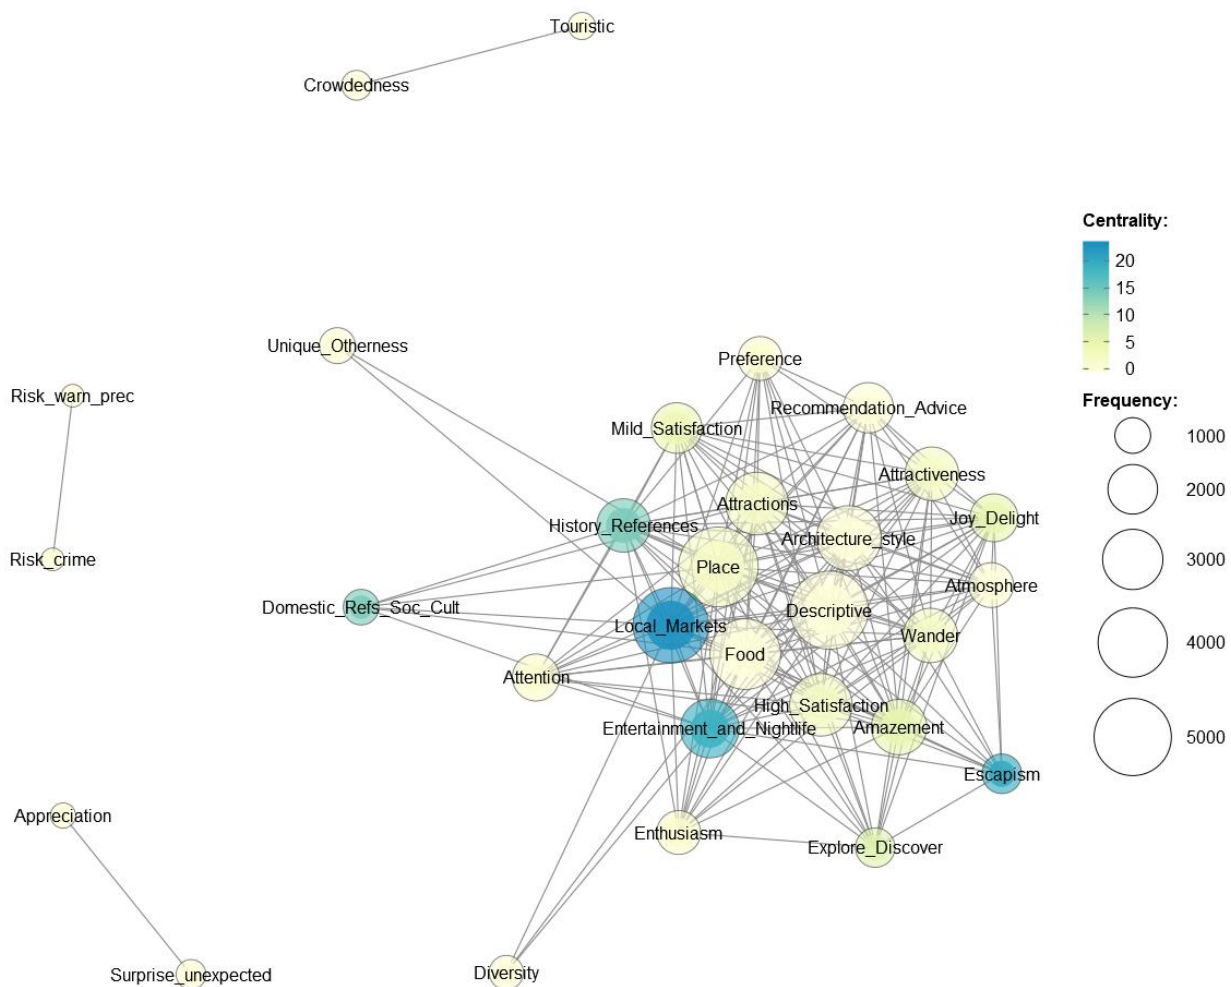 Touristic
Crowdedness
Centrality:
20
15
10
5
0
Unique_Otherness
Preference
Risk_warn_prec
Frequency:
Recommendation_Advice
Mild_Satisfaction
1000
Attractiveness
2000
Attractions
Joy_Delight
History_References
Architecture_style
Risk_crime
3000
Place
Atmosphere
Domestic_Refs_Soc_Cult
Descriptive
Local_Markets
Wander
4000
Food
Attention
High_Satisfaction
Entertainment_and_Nightlife
Amazement
5000
Escapism
Appreciation
Enthusiasm
Explore_Discover
Diversity
Surprise_unexpected